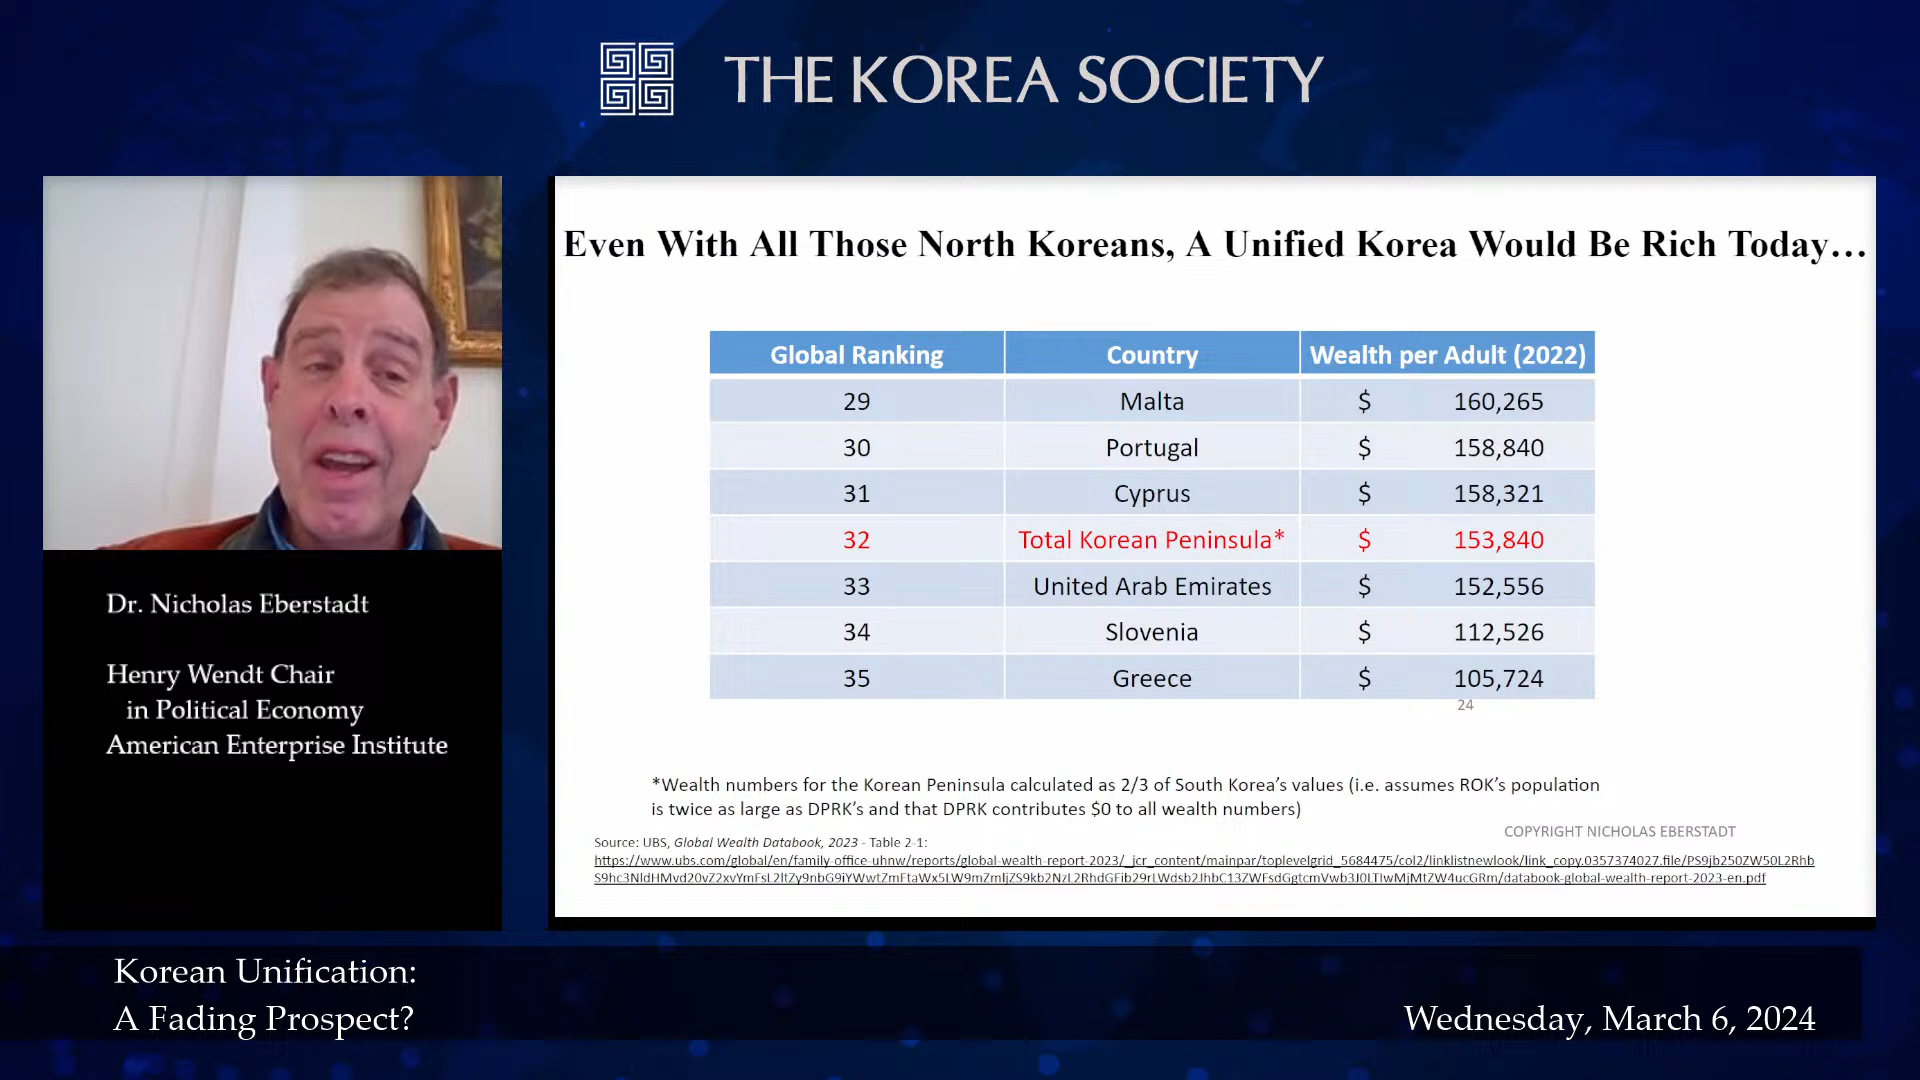 THE KOREA SOCIETY
Even With All Those North Koreans, A Unified Korea Would Be Rich Today…
Global Ranking Country Wealth per Adult (2022)
29 Malta $ 160,265
30 Portugal $ 158,840
31 Cyprus $ 158,321
32 Total Korean Peninsula* $ 153,840
33 United Arab Emirates $ 152,556
34 Slovenia $ 112,526
35 Greece $ 105,724
24
*Wealth numbers for the Korean Peninsula calculated as 2/3 of South Korea's values (i.e. assumes ROK's population
is twice as large as DPRK's and that DPRK contributes $0 to all wealth numbers)
COPYRIGHT NICHOLAS EBERSTADT
Source: UBS, Global Wealth Databook, 2023 - Table 2-1:
Dr. Nicholas Eberstadt
Henry Wendt Chair
in Political Economy
American Enterprise Institute
Korean Unification:
A Fading Prospect?
Wednesday, March 6, 2024